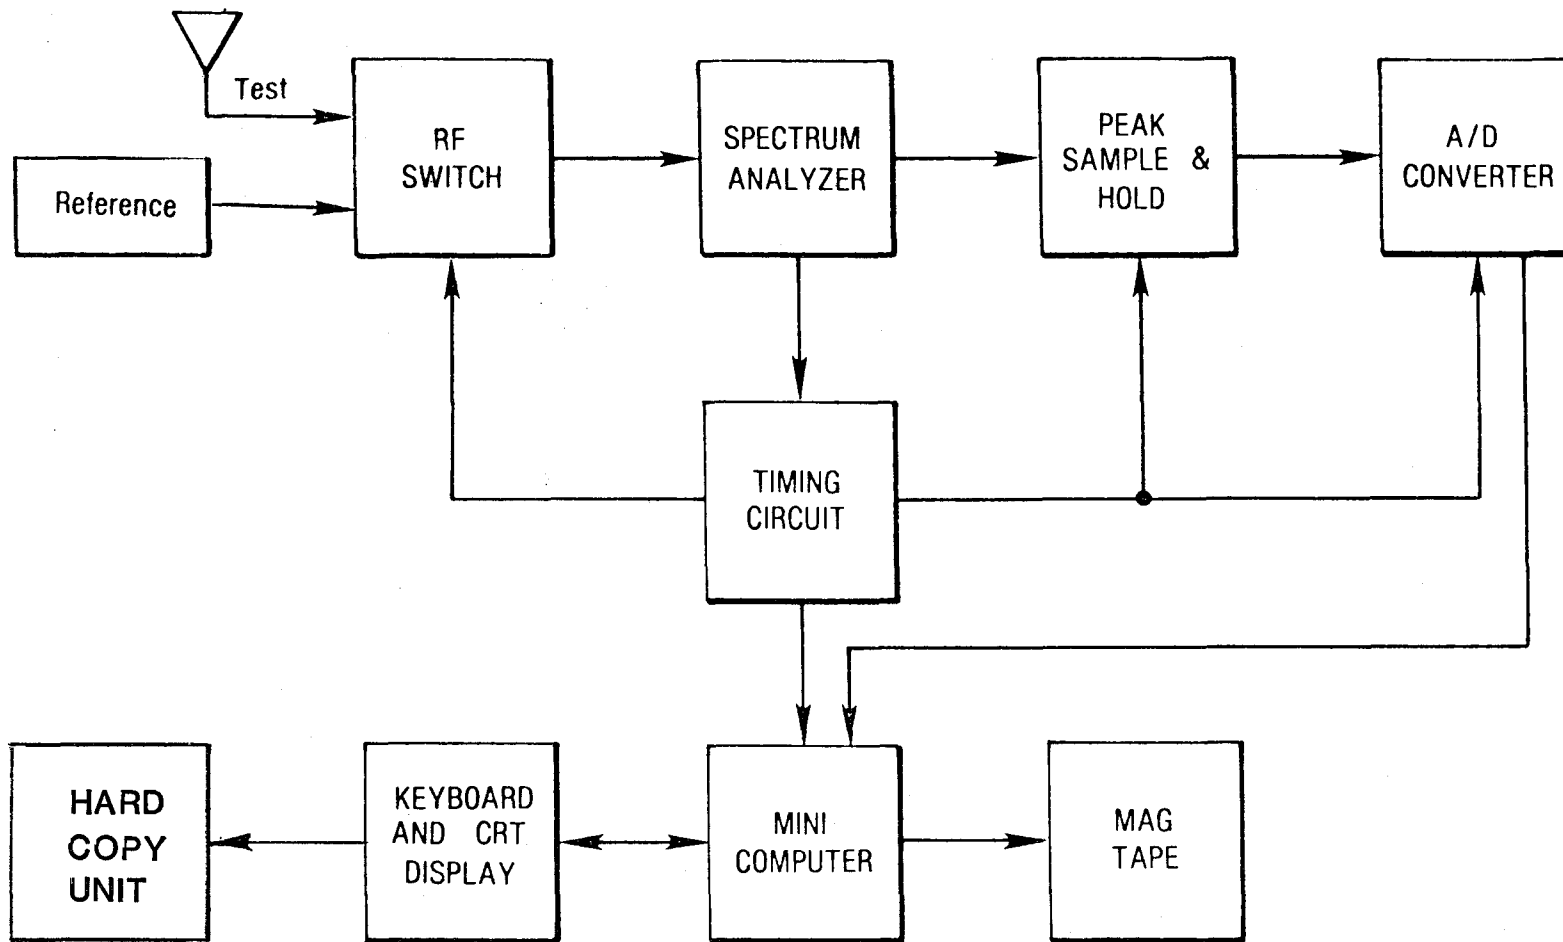 Test
Reference
RF
SWITCH
SPECTRUM
ANALYZER
PEAK
SAMPLE &
HOLD
A/D
CONVERTER
TIMING
CIRCUIT
HARD
COPY
UNIT
KEYBOARD
AND CRT
DISPLAY
MINI
COMPUTER
MAG
TAPE